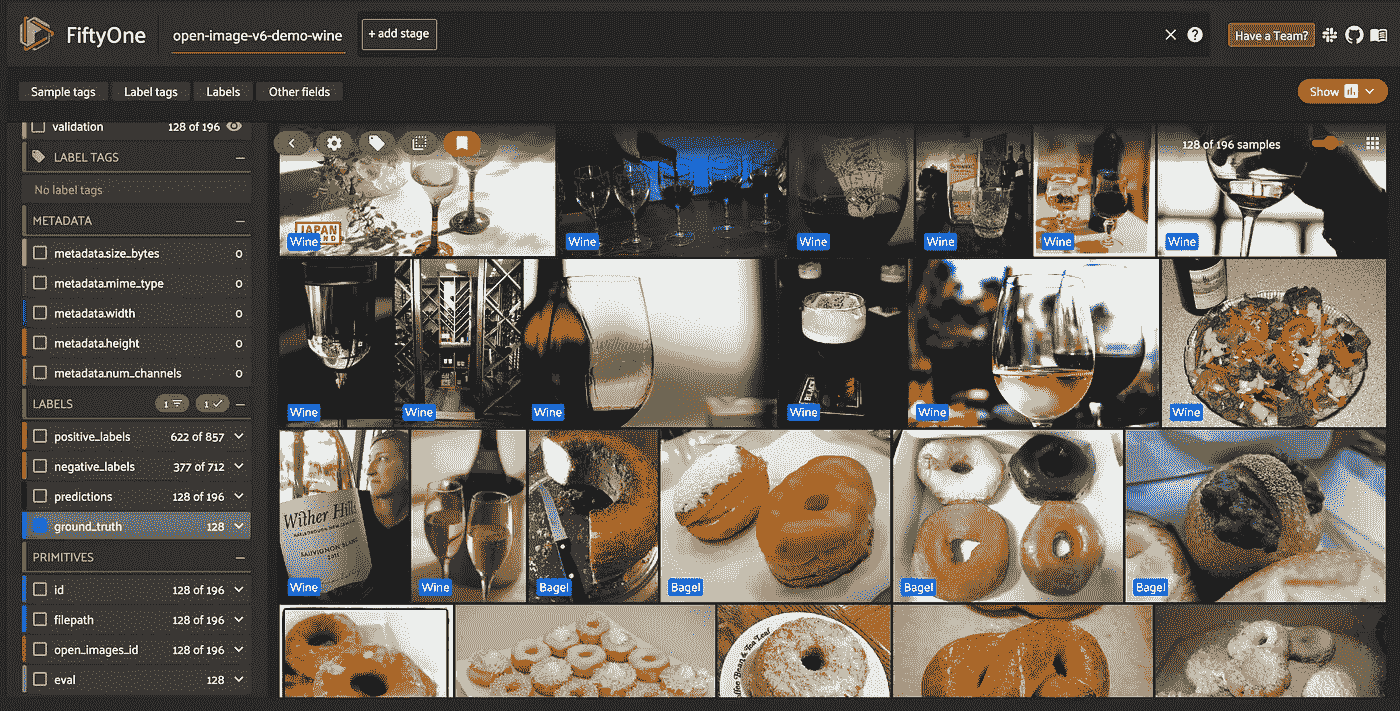 FiftyOne
open-image-v6-demo-wine
+ add stage
Have a Team?
Sample tags
Label tags
Labels
Other fields
Show
validation 128 of 196
LABEL TAGS
No label tags
METADATA
metadata.size_bytes 0
metadata.mime_type 0
metadata.width 0
metadata.height 0
metadata.num_channels 0
LABELS 1 1
positive_labels 622 of 857
negative_labels 377 of 712
predictions 128 of 196
ground_truth 128
PRIMITIVES
id 128 of 196
filepath 128 of 196
open_images_id 128 of 196
eval 128
128 of 196 samples
JAPAN
Wine
Wine
Wine
Wine
Wine
Wine
Wine
Wine
Wine
Wine
Wine
Wine
Wither Hills
SAUVIGNON BLANC
Wine
Wine
Bagel
Bagel
Bagel
Bagel